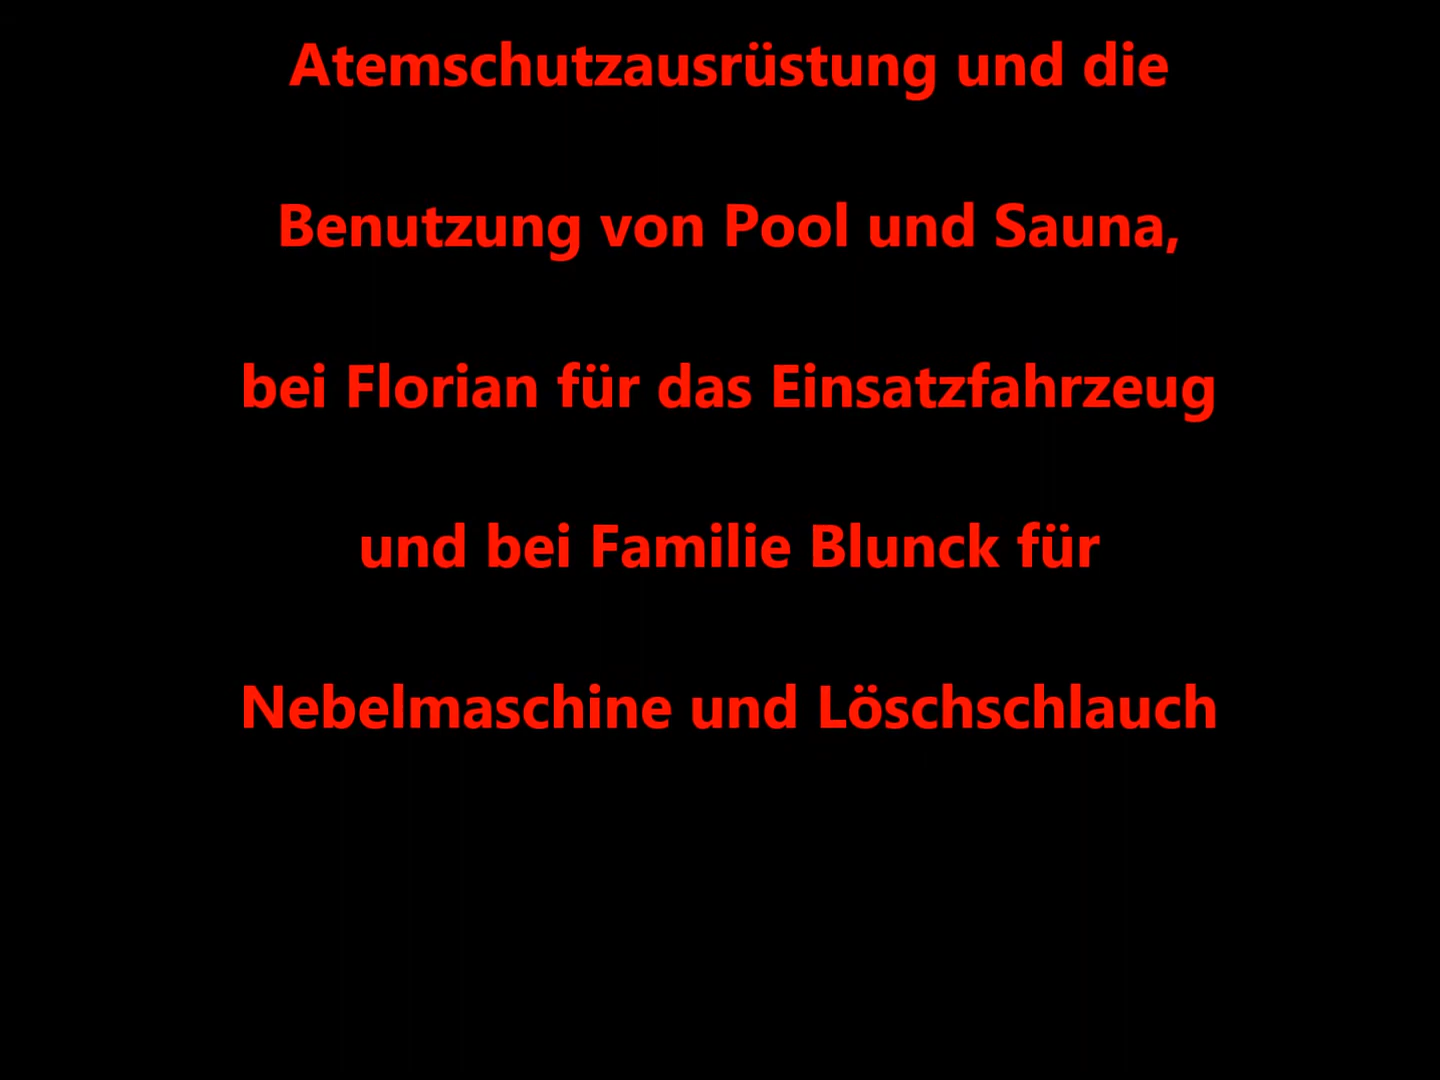 Atemschutzausrüstung und die
Benutzung von Pool und Sauna,
bei Florian für das Einsatzfahrzeug
und bei Familie Blunck für
Nebelmaschine und Löschschlauch